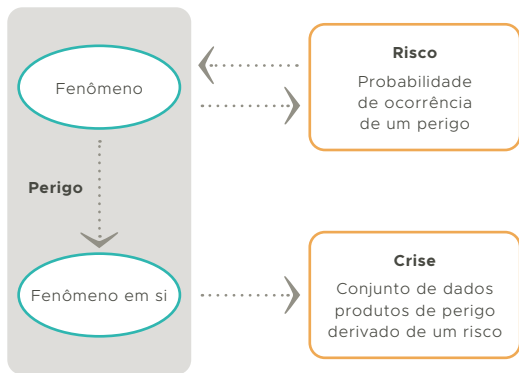 Fenômeno
Risco
Probabilidade
de ocorrência
de um perigo
Perigo
Fenômeno em si
Crise
Conjunto de dados
produtos de perigo
derivado de um risco